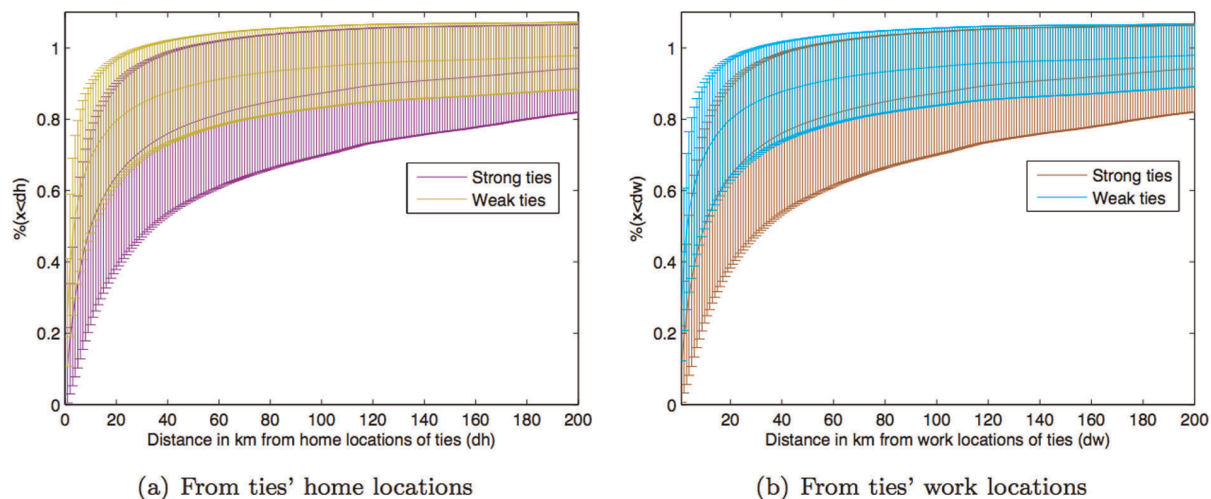 1
0.8
0.6
0.4
0.2
0
%(x<dh)
Strong ties
Weak ties
0 20 40 60 80 100 120 140 160 180 200
Distance in km from home locations of ties (dh)
(a) From ties' home locations
1
0.8
0.6
0.4
0.2
0
%(x<dw)
Strong ties
Weak ties
20 40 60 80 100 120 140 160 180 200
Distance in km from work locations of ties (dw)
(b) From ties' work locations